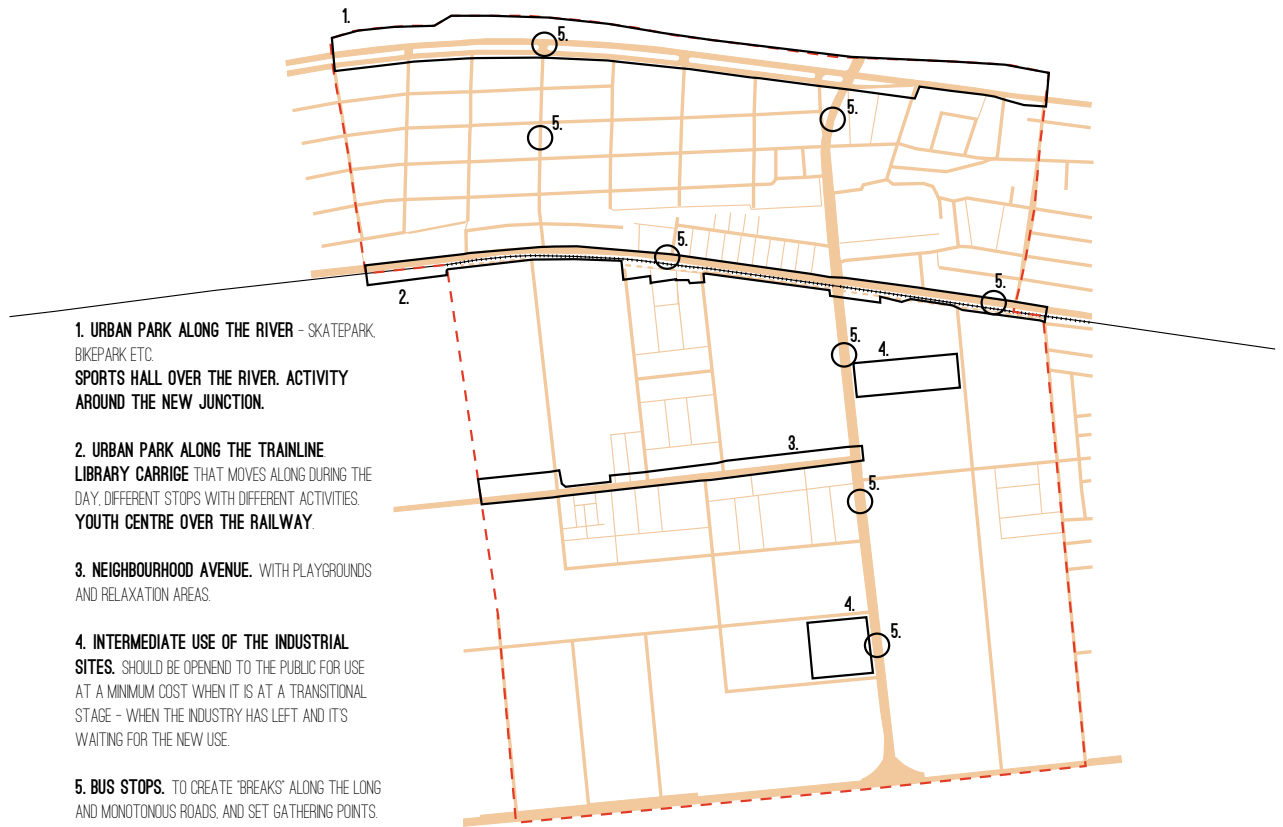 1.
5.
5.
5.
5.
2.
5.
5.
4.
3.
5.
4.
5.
1. URBAN PARK ALONG THE RIVER - SKATEPARK,
BIKEPARK ETC.
SPORTS HALL OVER THE RIVER. ACTIVITY
AROUND THE NEW JUNCTION.
2. URBAN PARK ALONG THE TRAINLINE
LIBRARY CARRIGE THAT MOVES ALONG DURING THE
DAY, DIFFERENT STOPS WITH DIFFERENT ACTIVITIES.
YOUTH CENTRE OVER THE RAILWAY.
3. NEIGHBOURHOOD AVENUE. WITH PLAYGROUNDS
AND RELAXATION AREAS.
4. INTERMEDIATE USE OF THE INDUSTRIAL
SITES. SHOULD BE OPENEND TO THE PUBLIC FOR USE
AT A MINIMUM COST WHEN IT IS AT A TRANSITIONAL
STAGE - WHEN THE INDUSTRY HAS LEFT AND IT'S
WAITING FOR THE NEW USE.
5. BUS STOPS. TO CREATE "BREAKS" ALONG THE LONG
AND MONOTONOUS ROADS, AND SET GATHERING POINTS.